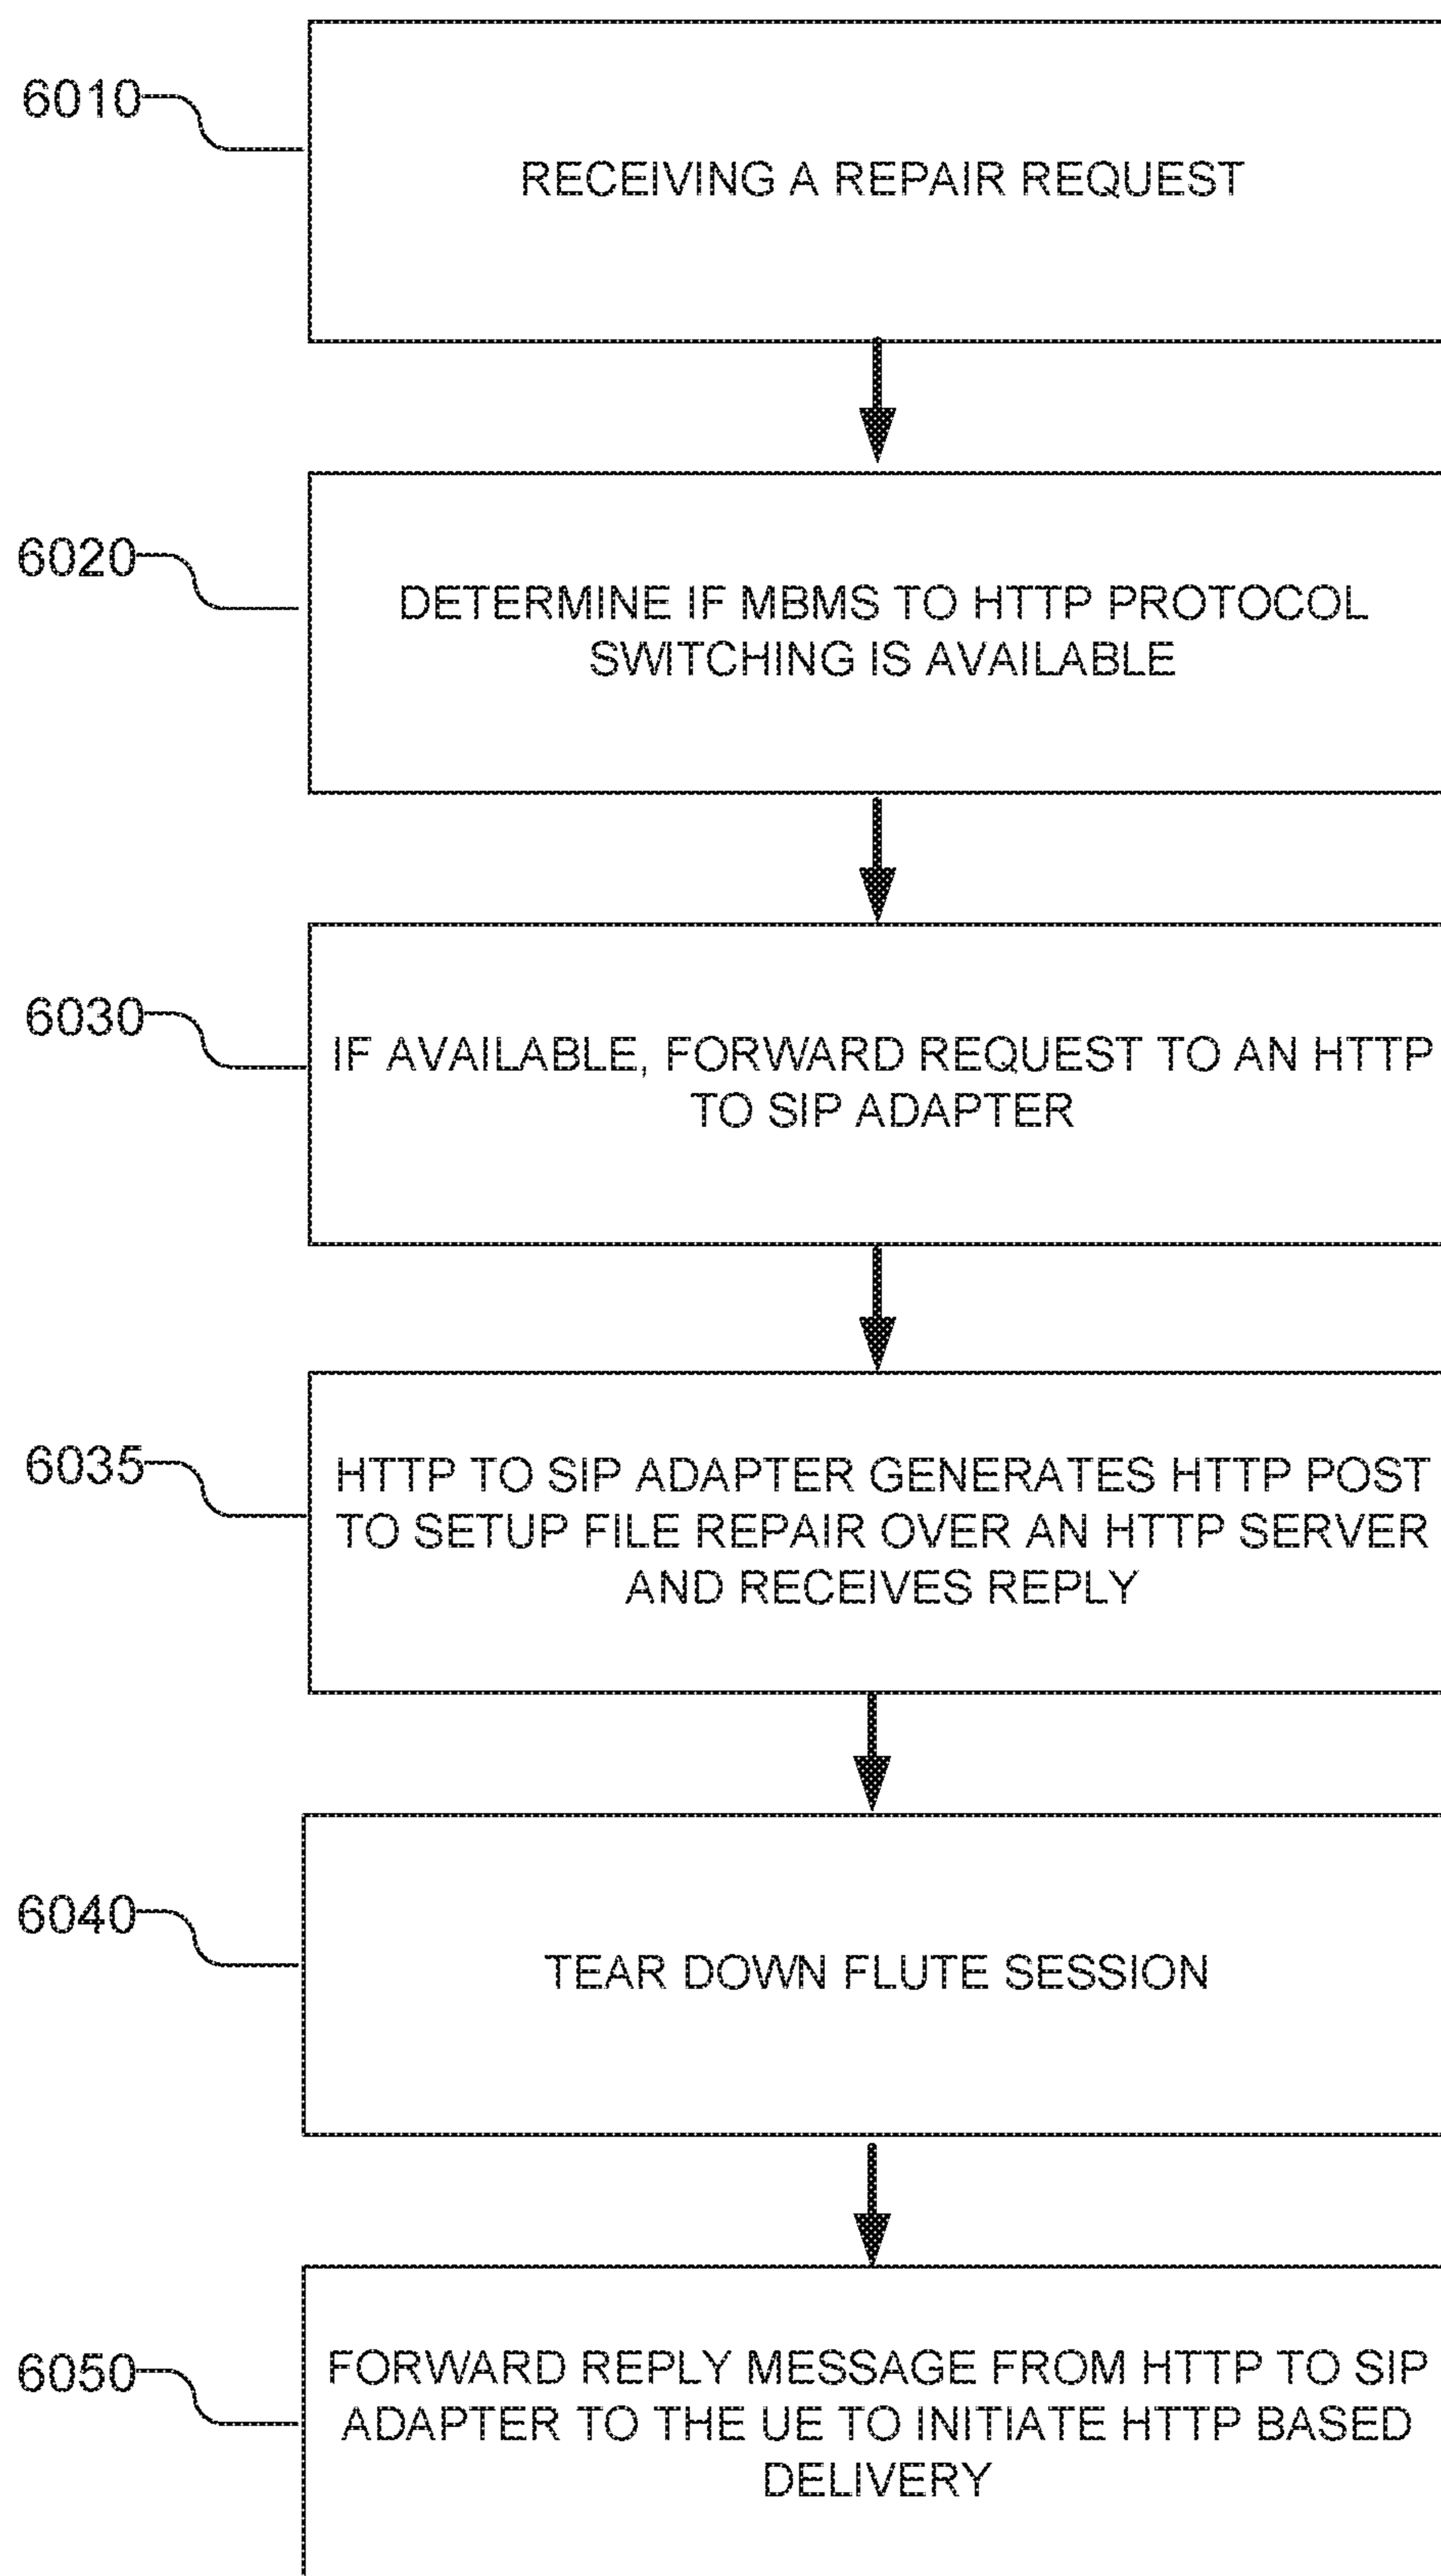 6010
RECEIVING A REPAIR REQUEST
6020
DETERMINE IF MBMS TO HTTP PROTOCOL
SWITCHING IS AVAILABLE
6030
IF AVAILABLE, FORWARD REQUEST TO AN HTTP
TO SIP ADAPTER
6035
HTTP TO SIP ADAPTER GENERATES HTTP POST
TO SETUP FILE REPAIR OVER AN HTTP SERVER
AND RECEIVES REPLY
6040
TEAR DOWN FLUTE SESSION
6050
FORWARD REPLY MESSAGE FROM HTTP TO SIP
ADAPTER TO THE UE TO INITIATE HTTP BASED
DELIVERY